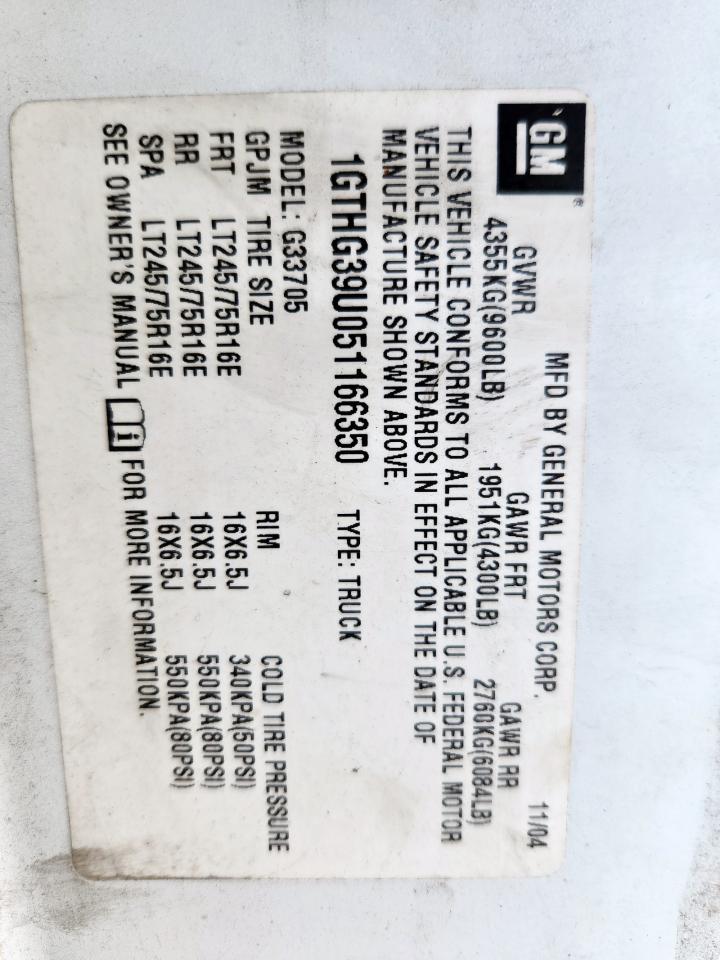 GM®
MFD BY GENERAL MOTORS CORP. 11/04
GVWR GAWR FRT GAWR RR
4355KG(9600LB) 1951KG(4300LB) 2760KG(6084LB)
THIS VEHICLE CONFORMS TO ALL APPLICABLE U.S. FEDERAL MOTOR
VEHICLE SAFETY STANDARDS IN EFFECT ON THE DATE OF
MANUFACTURE SHOWN ABOVE.
1GTHG39U051166350 TYPE: TRUCK
MODEL: G33705
GPJM TIRE SIZE RIM COLD TIRE PRESSURE
FRT LT245/75R16E 16X6.5J 340KPA(50PSI)
RR LT245/75R16E 16X6.5J 550KPA(80PSI)
SPA LT245/75R16E 16X6.5J 550KPA(80PSI)
SEE OWNER'S MANUAL i FOR MORE INFORMATION.